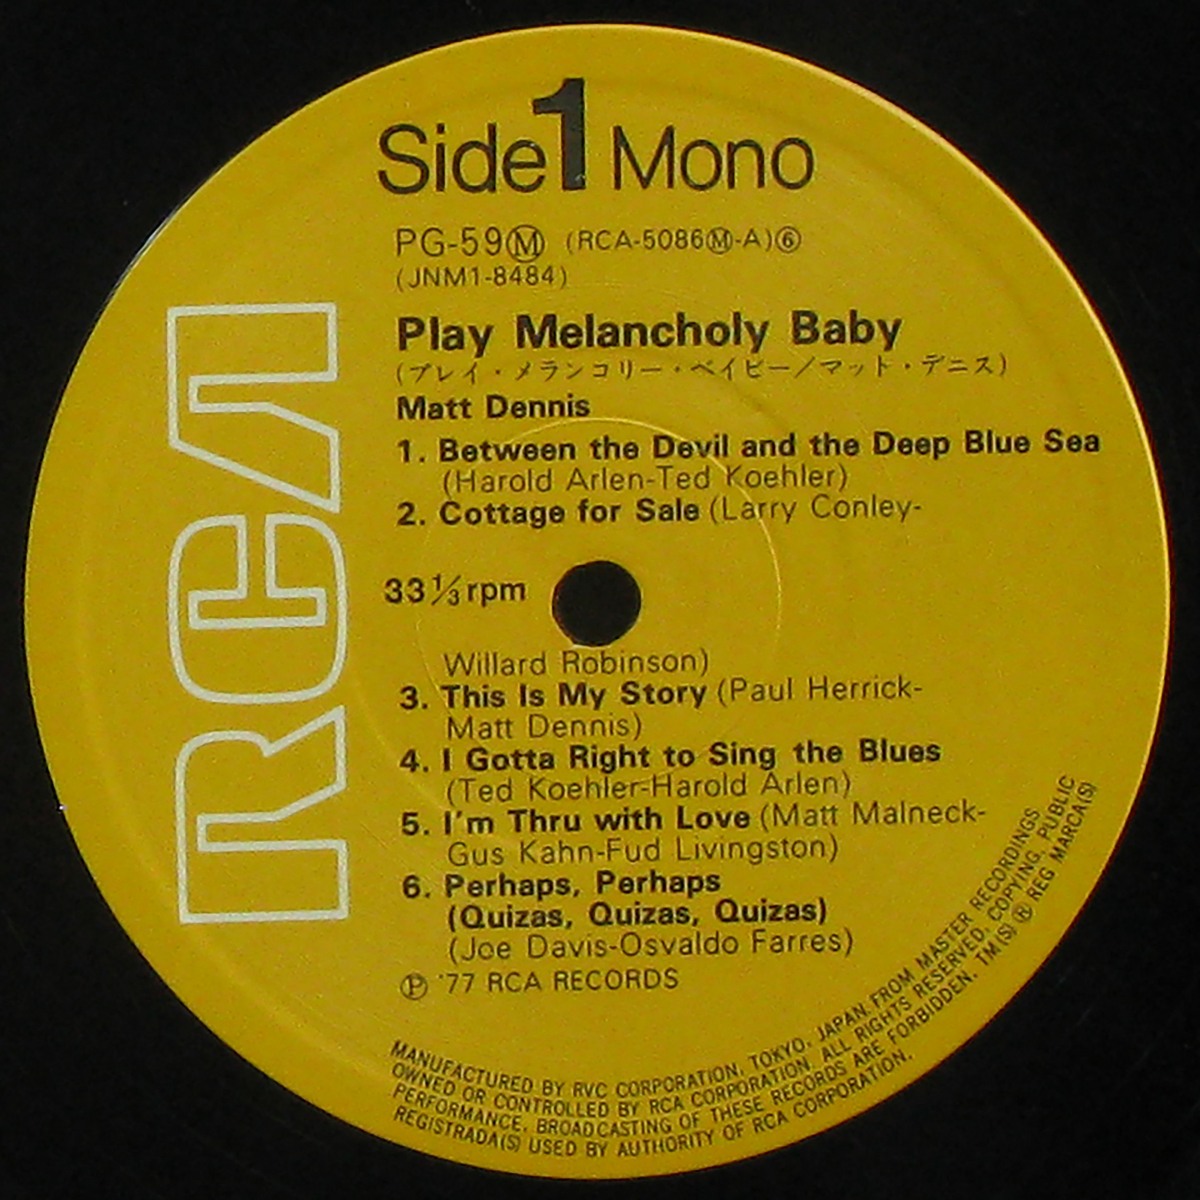 Side 1 Mono
PG-59Ⓜ (RCA-5086Ⓜ-A)⑥
(JNM1-8484)
Play Melancholy Baby
(プレイ・メランコリー・ベイビー/マット・デニス)
Matt Dennis
1. Between the Devil and the Deep Blue Sea
(Harold Arlen-Ted Koehler)
2. Cottage for Sale (Larry Conley-
33⅓rpm
Willard Robinson)
3. This Is My Story (Paul Herrick-
Matt Dennis)
4. I Gotta Right to Sing the Blues
(Ted Koehler-Harold Arlen)
5. I'm Thru with Love (Matt Malneck-
Gus Kahn-Fud Livingston)
6. Perhaps, Perhaps
(Quizas, Quizas, Quizas)
(Joe Davis-Osvaldo Farres)
Ⓟ '77 RCA RECORDS
RCA
MANUFACTURED BY RVC CORPORATION, TOKYO, JAPAN FROM MASTER RECORDINGS
OWNED OR CONTROLLED BY RCA CORPORATION. ALL RIGHTS RESERVED. COPYING, PUBLIC
PERFORMANCE, BROADCASTING OF THESE RECORDS ARE FORBIDDEN. TM(S) ® REG MARCA(S)
REGISTRADA(S) USED BY AUTHORITY OF RCA CORPORATION.